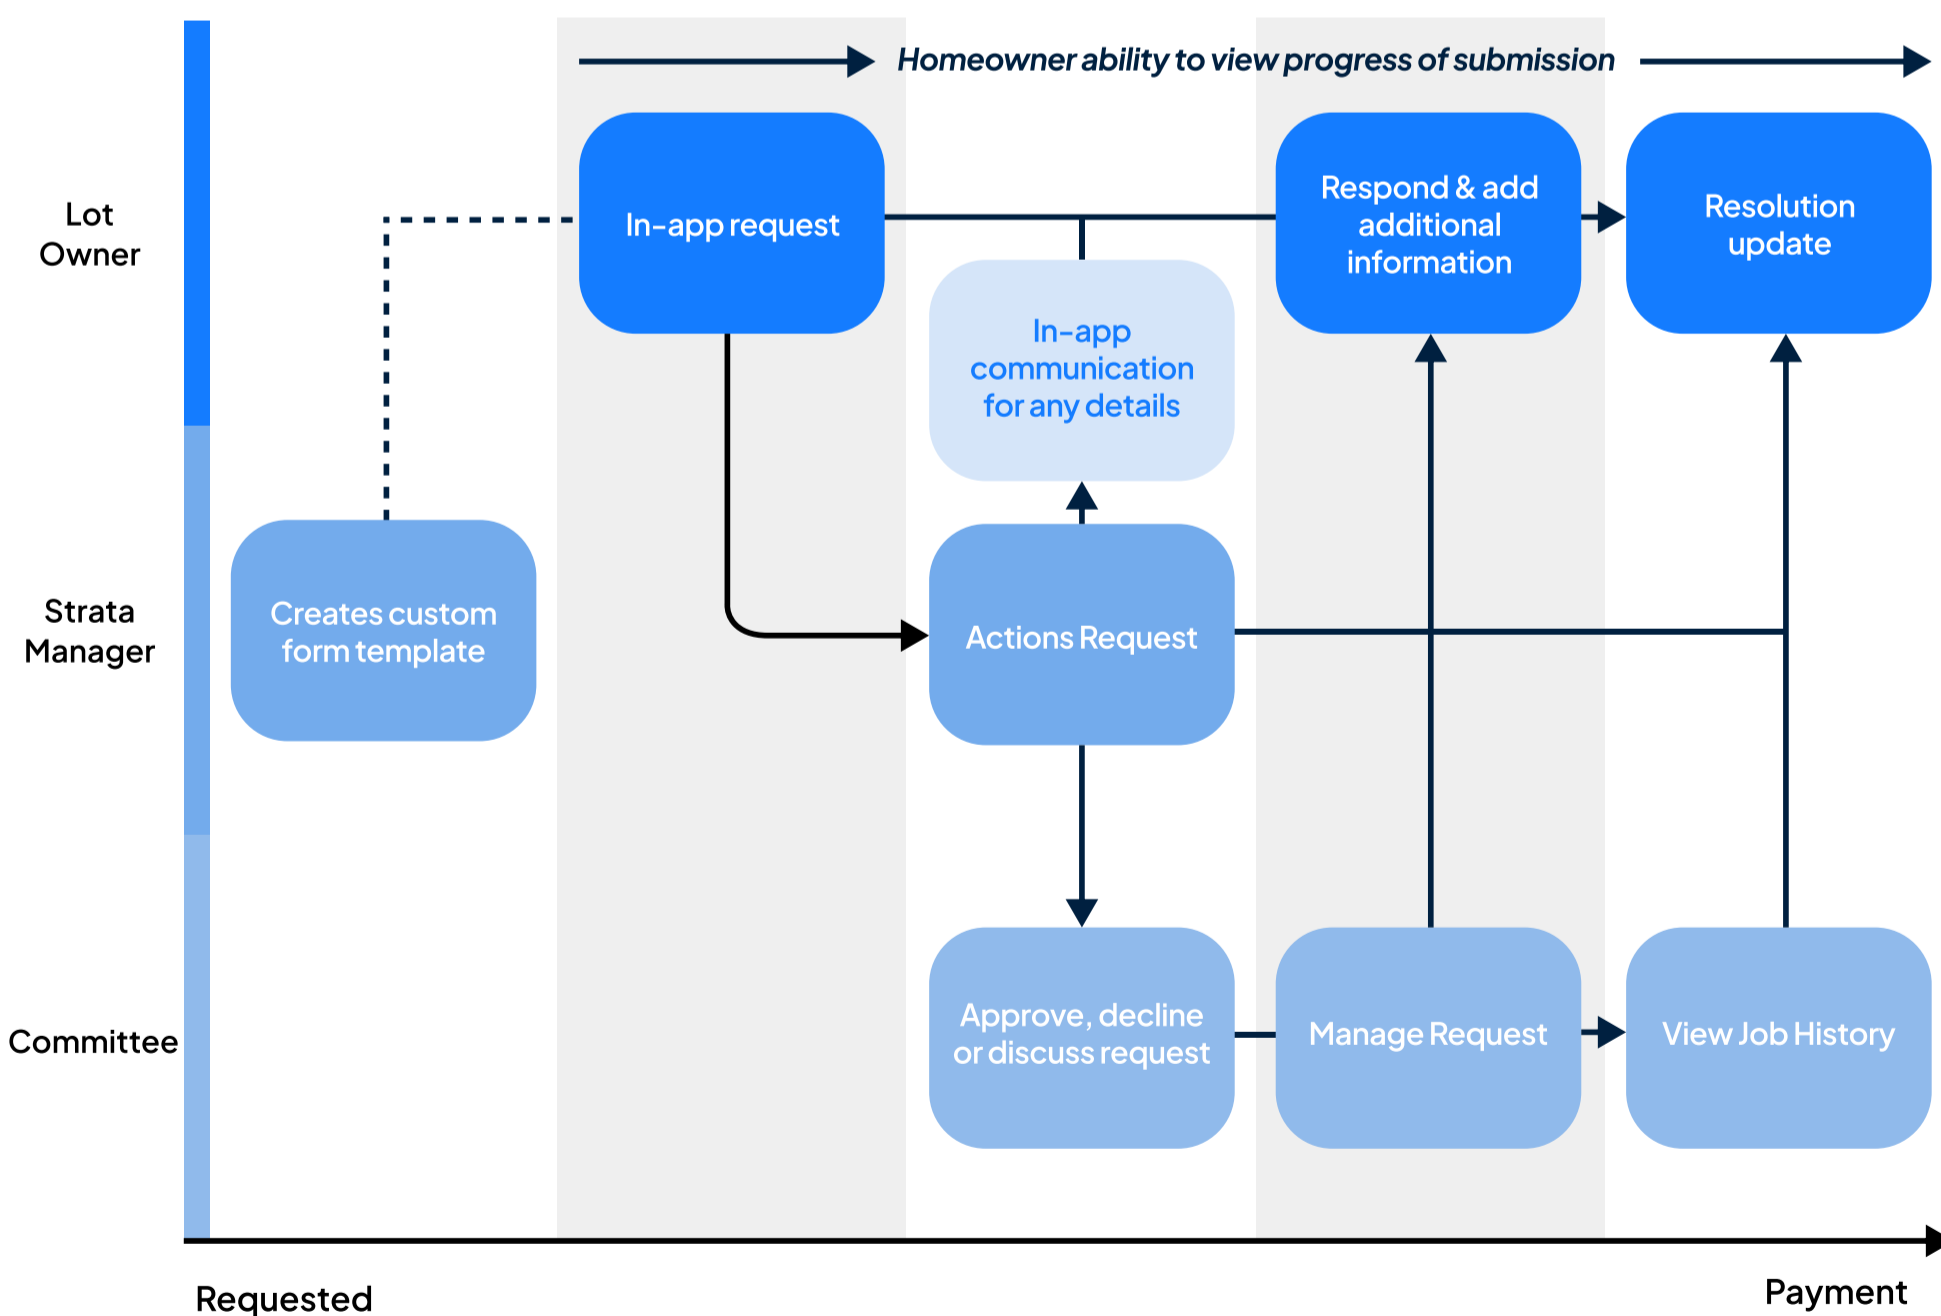 Homeowner ability to view progress of submission
Lot
Owner
In-app request
Respond & add
additional
information
Resolution
update
In-app
communication
for any details
Strata
Manager
Creates custom
form template
Actions Request
Committee
Approve, decline
or discuss request
Manage Request
View Job History
Requested
Payment